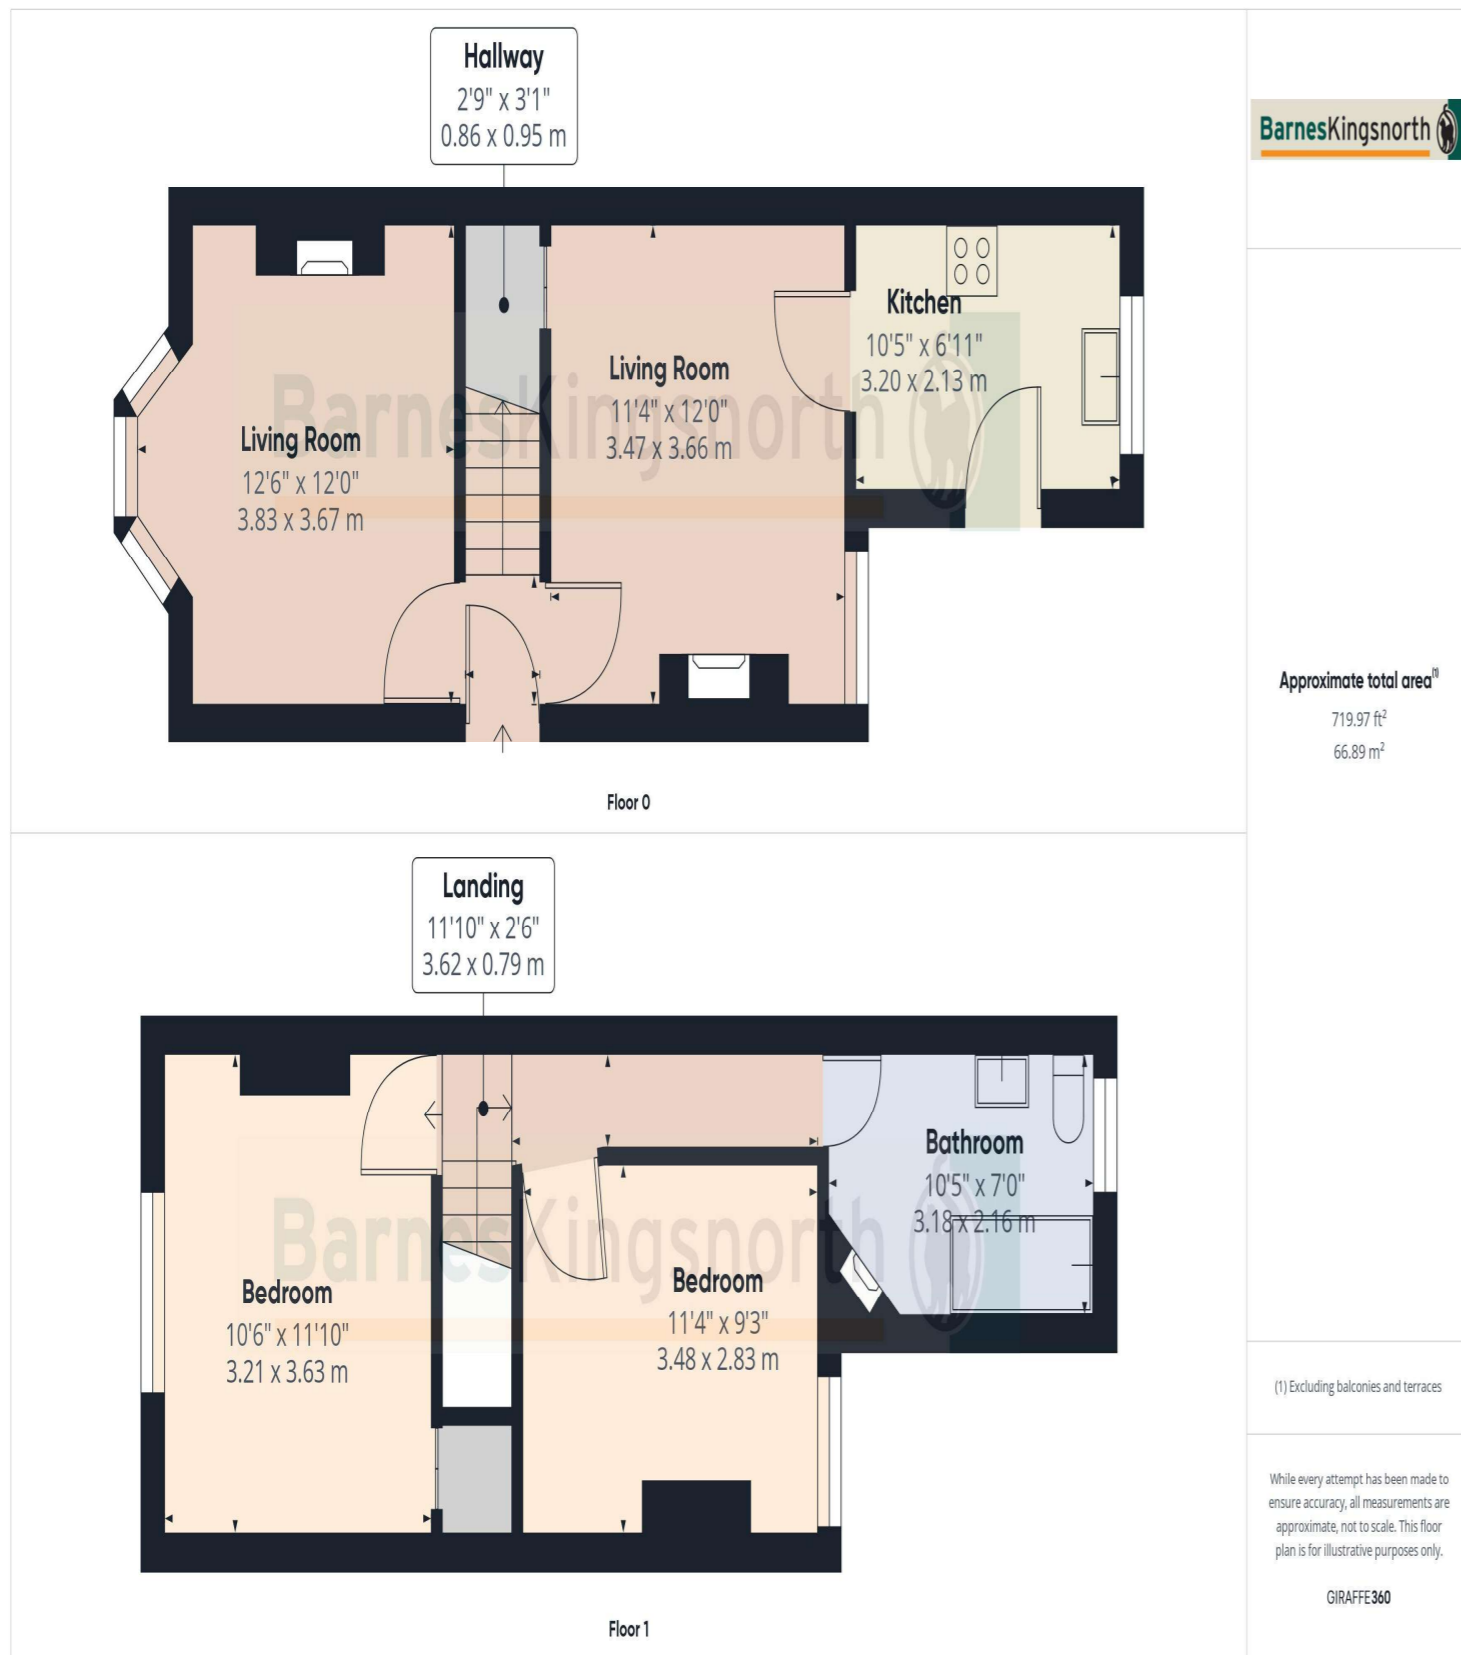 Hallway
2'9" x 3'1"
0.86 x 0.95 m
BarnesKingsnorth
Living Room
12'6" x 12'0"
3.83 x 3.67 m
Living Room
11'4" x 12'0"
3.47 x 3.66 m
Kitchen
10'5" x 6'11"
3.20 x 2.13 m
BarnesKingsnorth
Floor 0
Approximate total area(1)
719.97 ft²
66.89 m²
Landing
11'10" x 2'6"
3.62 x 0.79 m
Bedroom
10'6" x 11'10"
3.21 x 3.63 m
Bedroom
11'4" x 9'3"
3.48 x 2.83 m
Bathroom
10'5" x 7'0"
3.18 x 2.16 m
BarnesKingsnorth
Floor 1
(1) Excluding balconies and terraces
While every attempt has been made to
ensure accuracy, all measurements are
approximate, not to scale. This floor
plan is for illustrative purposes only.
GIRAFFE360